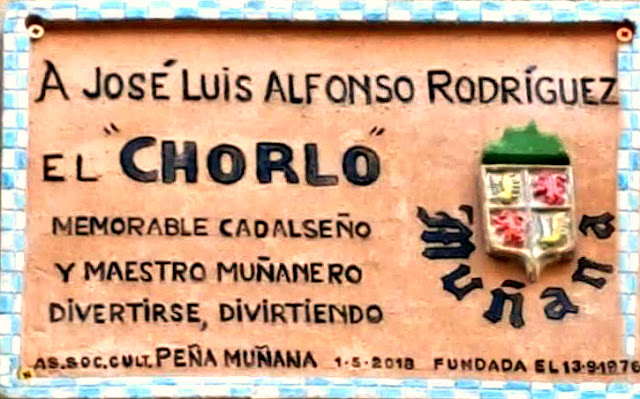 A JOSÉ LUIS ALFONSO RODRÍGUEZ
EL "CHORLO"
MEMORABLE CADALSEÑO
Y MAESTRO MUÑANERO
DIVERTIRSE, DIVIRTIENDO
Muñana
AS.SOC.CULT. PEÑA MUÑANA 1-5-2018 FUNDADA EL 13-9-1976